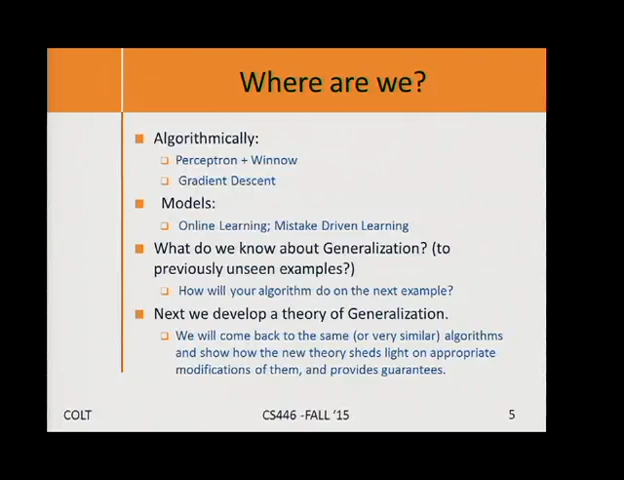 Where are we?
Algorithmically:
Perceptron + Winnow
Gradient Descent
Models:
Online Learning; Mistake Driven Learning
What do we know about Generalization? (to
previously unseen examples?)
How will your algorithm do on the next example?
Next we develop a theory of Generalization.
We will come back to the same (or very similar) algorithms
and show how the new theory sheds light on appropriate
modifications of them, and provides guarantees.
COLT
CS446 -FALL ‘15
5